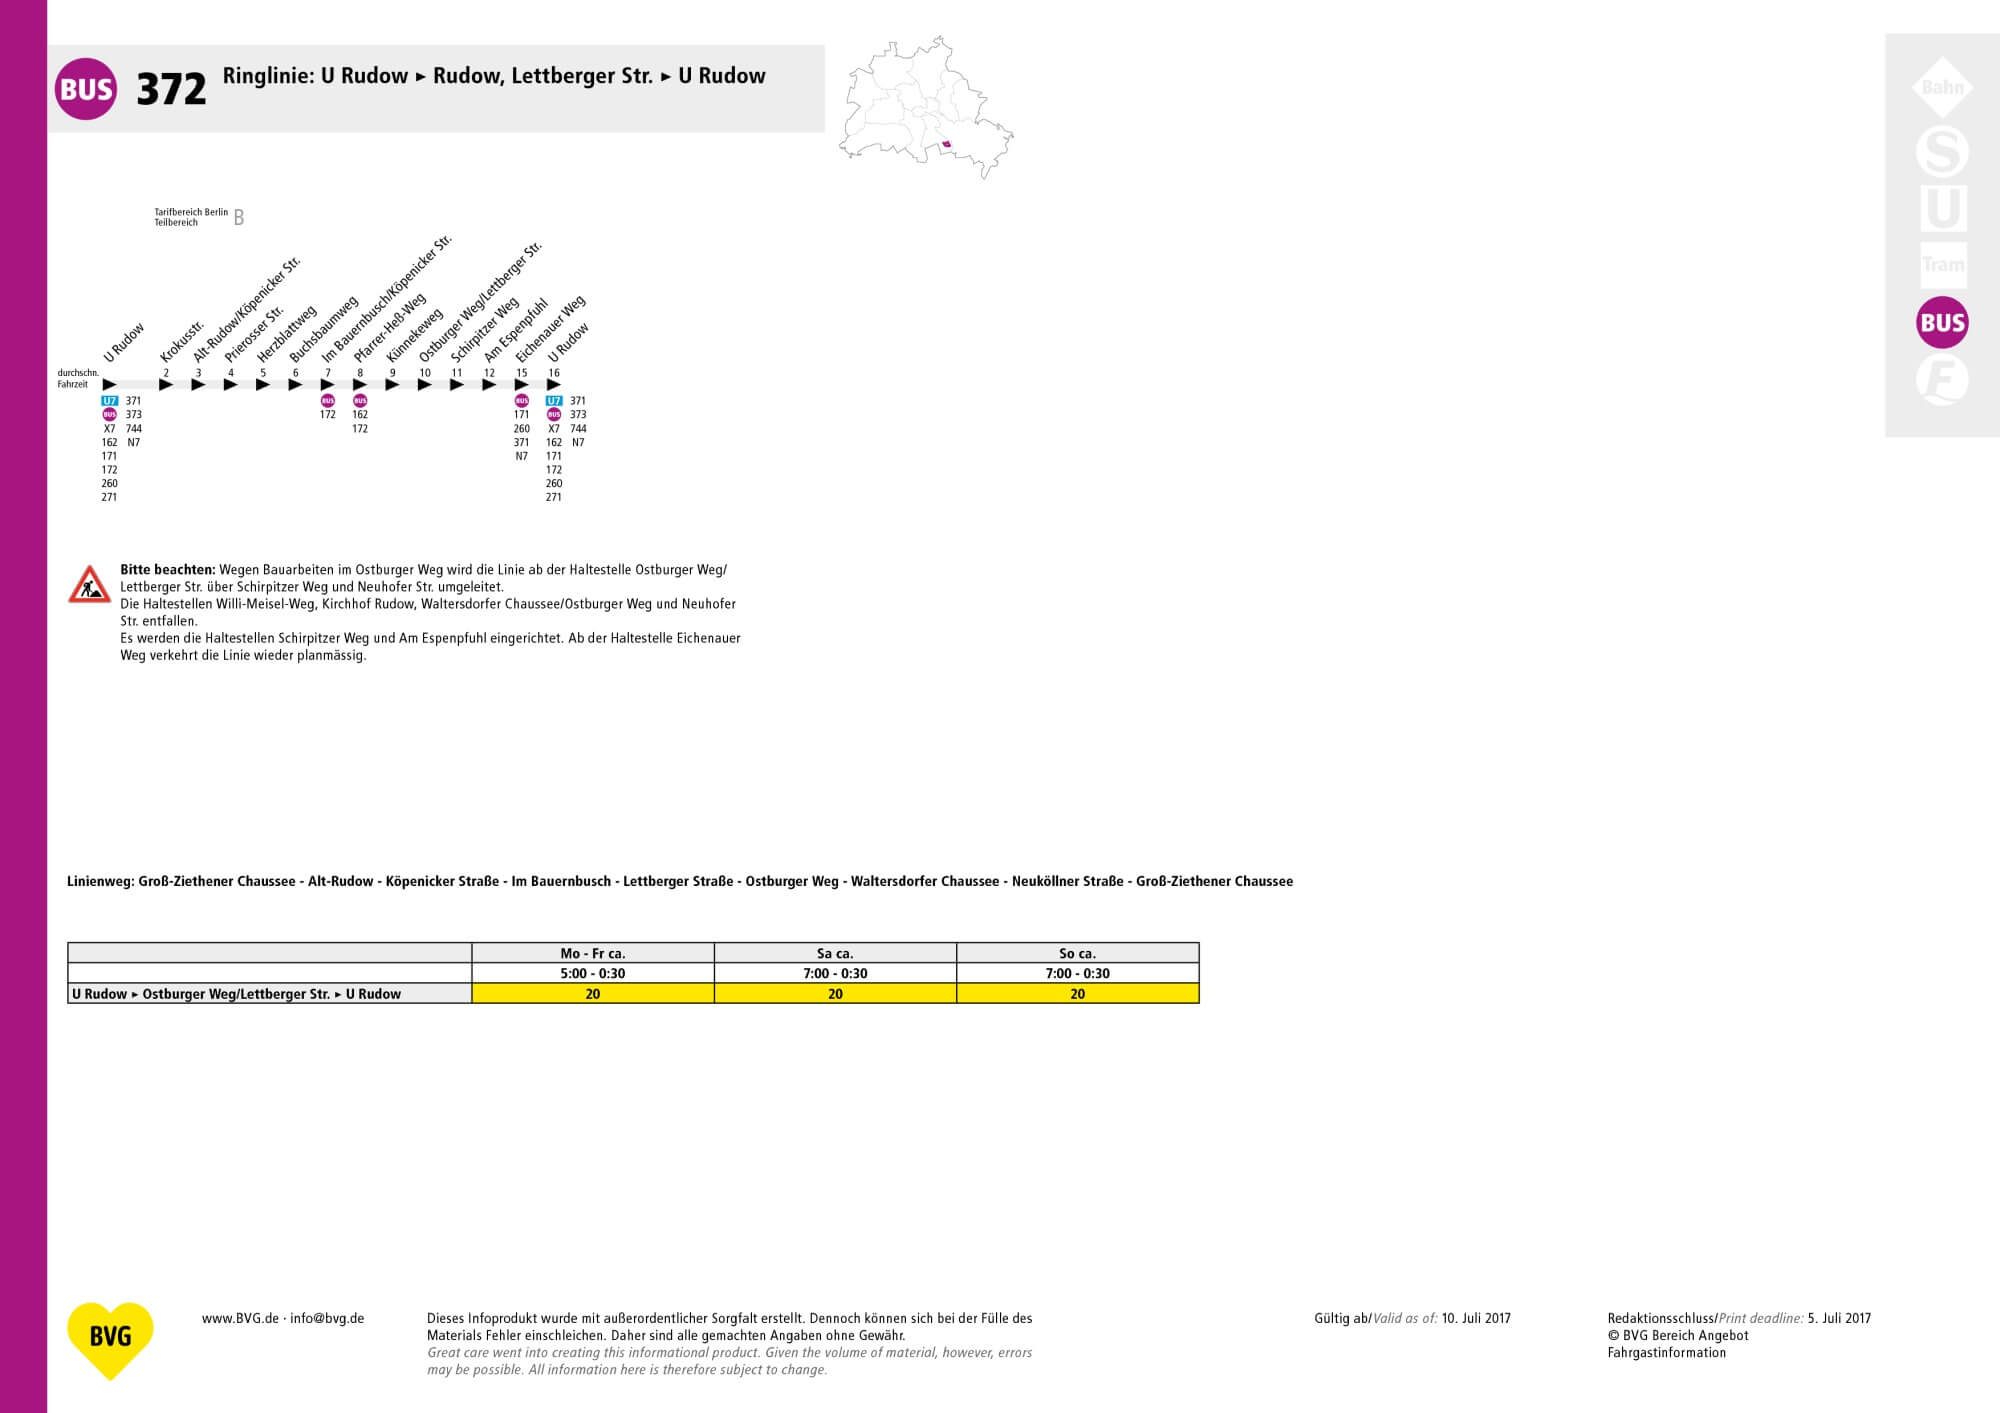 BUS 372 Ringlinie: U Rudow ► Rudow, Lettberger Str. ► U Rudow
Bahn
S
U
Tram
BUS
F
Tarifbereich Berlin B
Teilbereich
U Rudow
Krokusstr.
Alt-Rudow/Köpenicker Str.
Prierosser Str.
Herzblattweg
Buchsbaumweg
Im Bauernbusch/Köpenicker Str.
Pfarrer-Heß-Weg
Künnekeweg
Ostburger Weg/Lettberger Str.
Schirpitzer Weg
Am Espenpfuhl
Eichenauer Weg
U Rudow
durchschn. 2 3 4 5 6 7 8 9 10 11 12 15 16
Fahrzeit
U7 371 BUS BUS BUS U7 371
BUS 373 172 162 171 BUS 373
X7 744 172 260 X7 744
162 N7 371 162 N7
171 N7 171
172 172
260 260
271 271
Bitte beachten: Wegen Bauarbeiten im Ostburger Weg wird die Linie ab der Haltestelle Ostburger Weg/
Lettberger Str. über Schirpitzer Weg und Neuhofer Str. umgeleitet.
Die Haltestellen Willi-Meisel-Weg, Kirchhof Rudow, Waltersdorfer Chaussee/Ostburger Weg und Neuhofer
Str. entfallen.
Es werden die Haltestellen Schirpitzer Weg und Am Espenpfuhl eingerichtet. Ab der Haltestelle Eichenauer
Weg verkehrt die Linie wieder planmässig.
Linienweg: Groß-Ziethener Chaussee - Alt-Rudow - Köpenicker Straße - Im Bauernbusch - Lettberger Straße - Ostburger Weg - Waltersdorfer Chaussee - Neuköllner Straße - Groß-Ziethener Chaussee
Mo - Fr ca. Sa ca. So ca.
5:00 - 0:30 7:00 - 0:30 7:00 - 0:30
U Rudow ► Ostburger Weg/Lettberger Str. ► U Rudow 20 20 20
BVG
www.BVG.de · info@bvg.de
Dieses Infoprodukt wurde mit außerordentlicher Sorgfalt erstellt. Dennoch können sich bei der Fülle des
Materials Fehler einschleichen. Daher sind alle gemachten Angaben ohne Gewähr.
Great care went into creating this informational product. Given the volume of material, however, errors
may be possible. All information here is therefore subject to change.
Gültig ab/Valid as of: 10. Juli 2017
Redaktionsschluss/Print deadline: 5. Juli 2017
© BVG Bereich Angebot
Fahrgastinformation